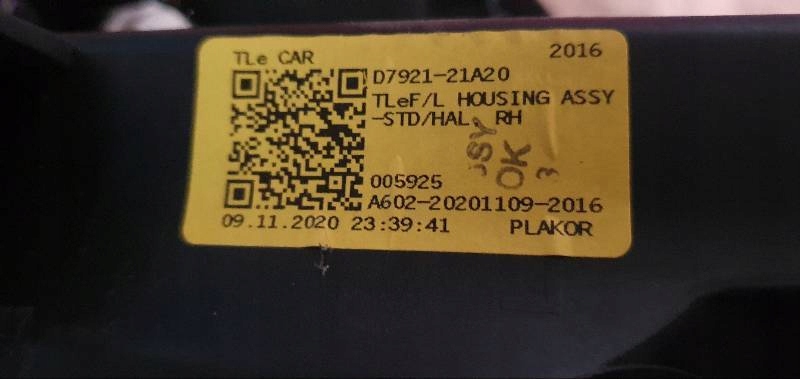 TLe CAR
2016
D7921-21A20
TLeF/L HOUSING ASSY
-STD/HAL, RH
OK
3
005925
A602-20201109-2016
09.11.2020 23:39:41
PLAKOR